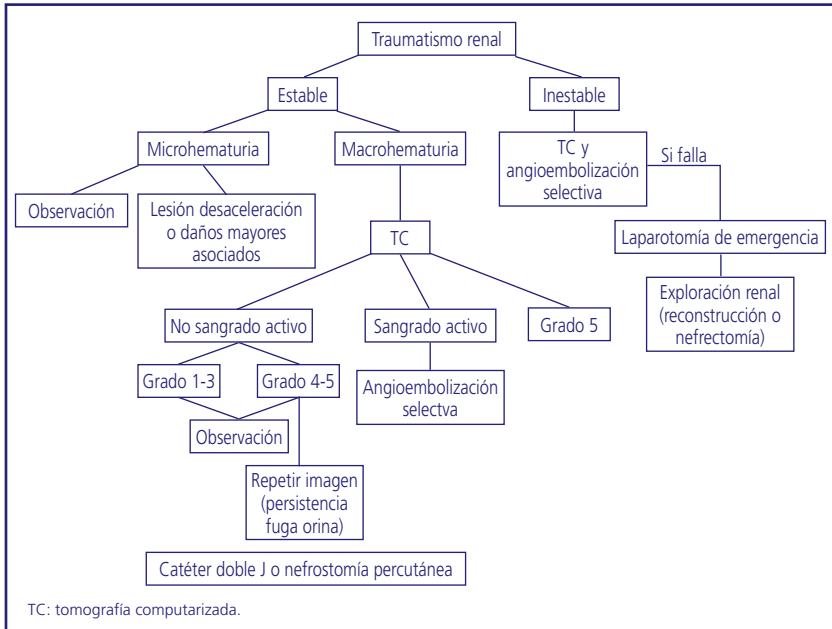 Traumatismo renal
Estable
Inestable
Microhematuria
Macrohematuria
TC y
angioembolización
selectiva
Si falla
Observación
Lesión desaceleración
o daños mayores
asociados
TC
Laparotomía de emergencia
Exploración renal
(reconstrucción o
nefrectomía)
No sangrado activo
Sangrado activo
Grado 5
Grado 1-3
Grado 4-5
Angioembolización
selectva
Observación
Repetir imagen
(persistencia
fuga orina)
Catéter doble J o nefrostomía percutánea
TC: tomografía computarizada.